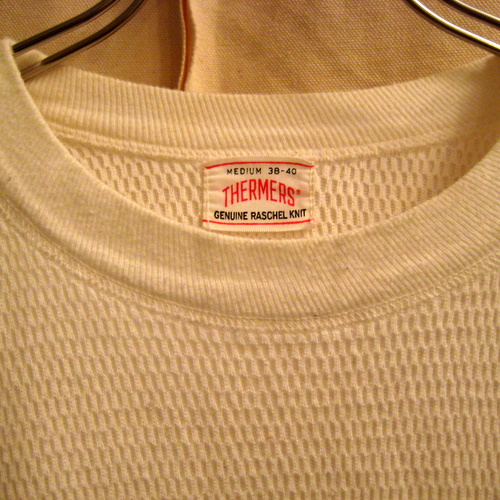 MEDIUM 38-40
THERMERS®
GENUINE RASCHEL KNIT